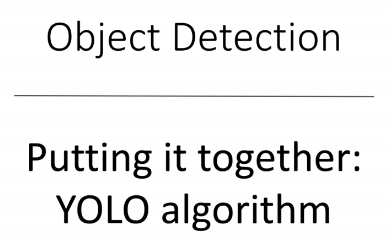 Object Detection
Putting it together:
YOLO algorithm